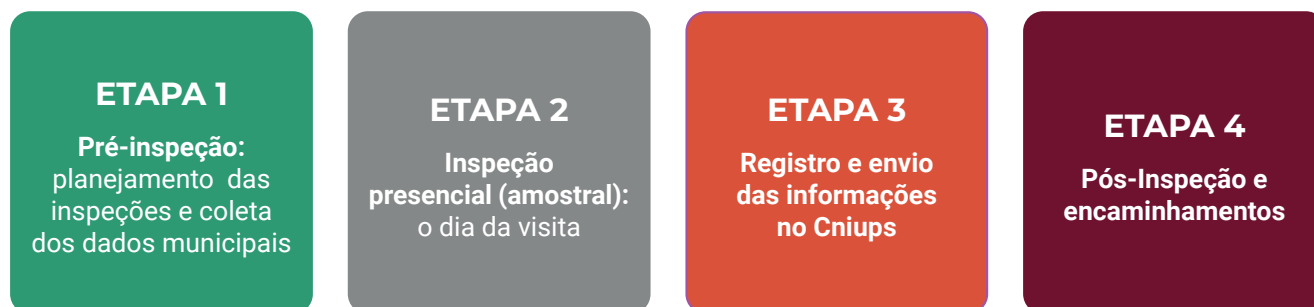 ETAPA 1
Pré-inspeção:
planejamento das
inspeções e coleta
dos dados municipais
ETAPA 2
Inspeção
presencial (amostral):
o dia da visita
ETAPA 3
Registro e envio
das informações
no Cniups
ETAPA 4
Pós-Inspeção e
encaminhamentos